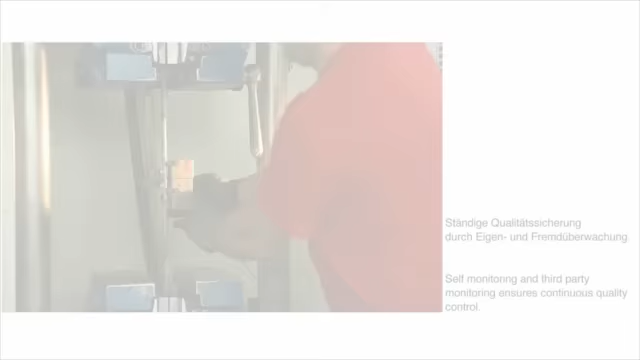 Ständige Qualitätssicherung
durch Eigen- und Fremdüberwachung
Self monitoring and third party
monitoring ensures continuous quality
control.